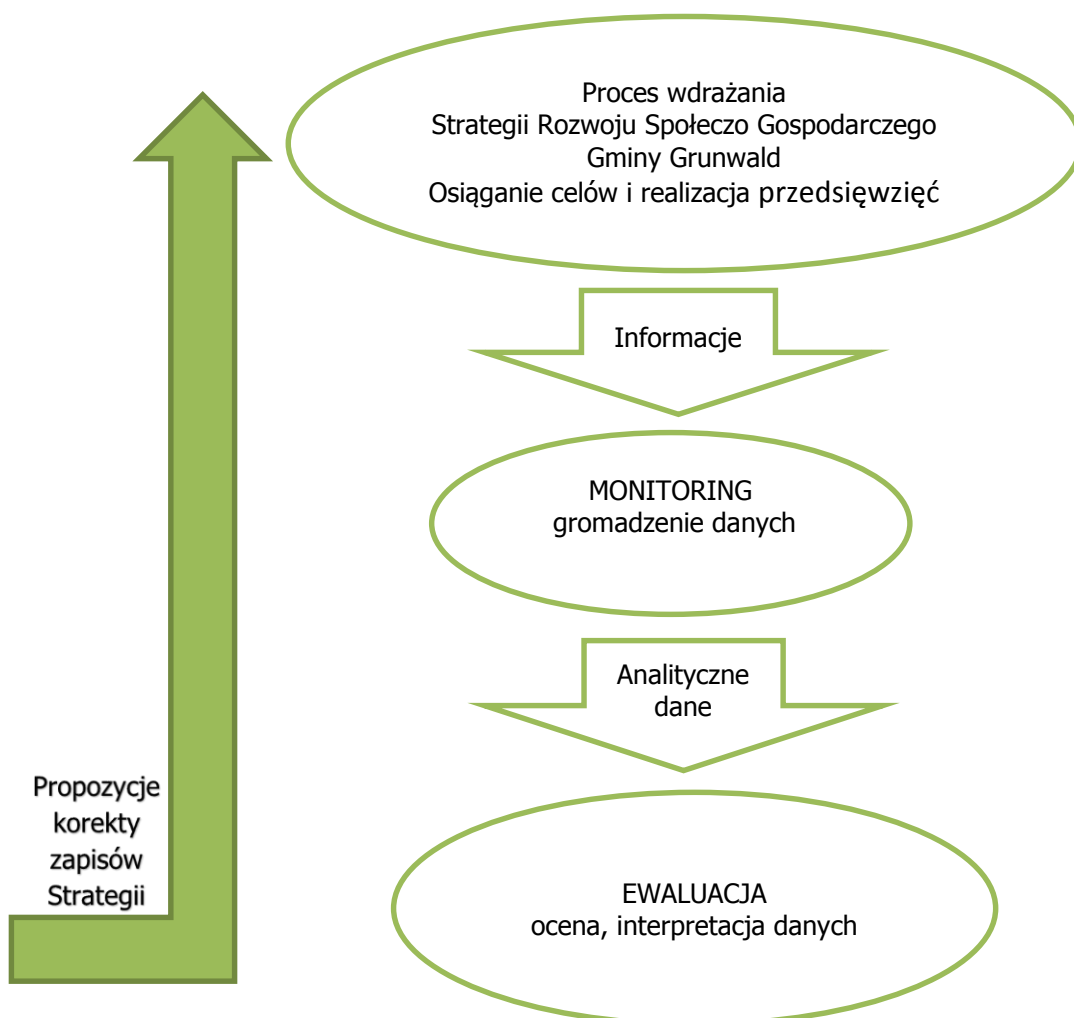 Proces wdrażania
Strategii Rozwoju Społeczo Gospodarczego
Gminy Grunwald
Osiąganie celów i realizacja przedsięwzięć
Informacje
MONITORING
gromadzenie danych
Analityczne
dane
Propozycje
korekty
zapisów
Strategii
EWALUACJA
ocena, interpretacja danych